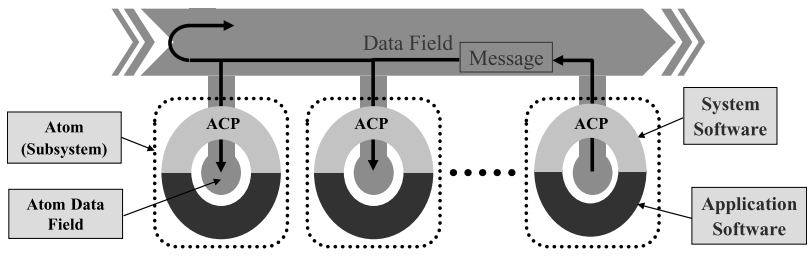 Data Field
Message
ACP
ACP
ACP
System
Software
Atom
(Subsystem)
Atom Data
Field
Application
Software